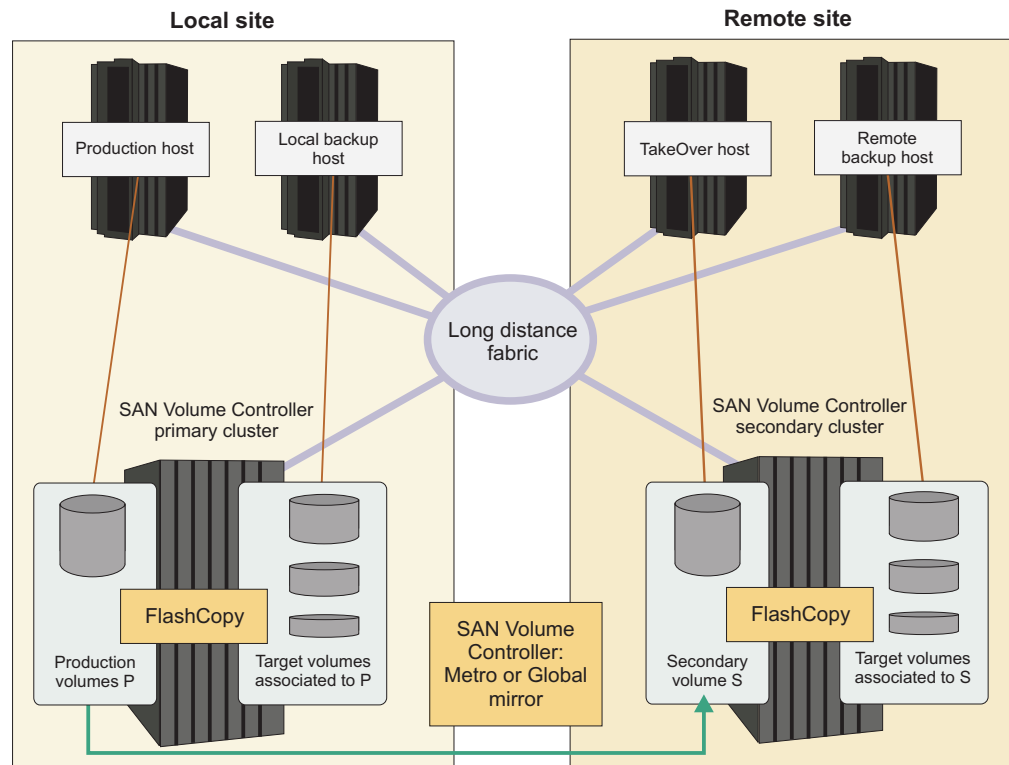 Local site
Remote site
Production host
Local backup
host
TakeOver host
Remote
backup host
Long distance
fabric
SAN Volume Controller
primary cluster
SAN Volume Controller
secondary cluster
FlashCopy
Production
volumes P
Target volumes
associated to P
SAN Volume
Controller:
Metro or Global
mirror
FlashCopy
Secondary
volume S
Target volumes
associated to S